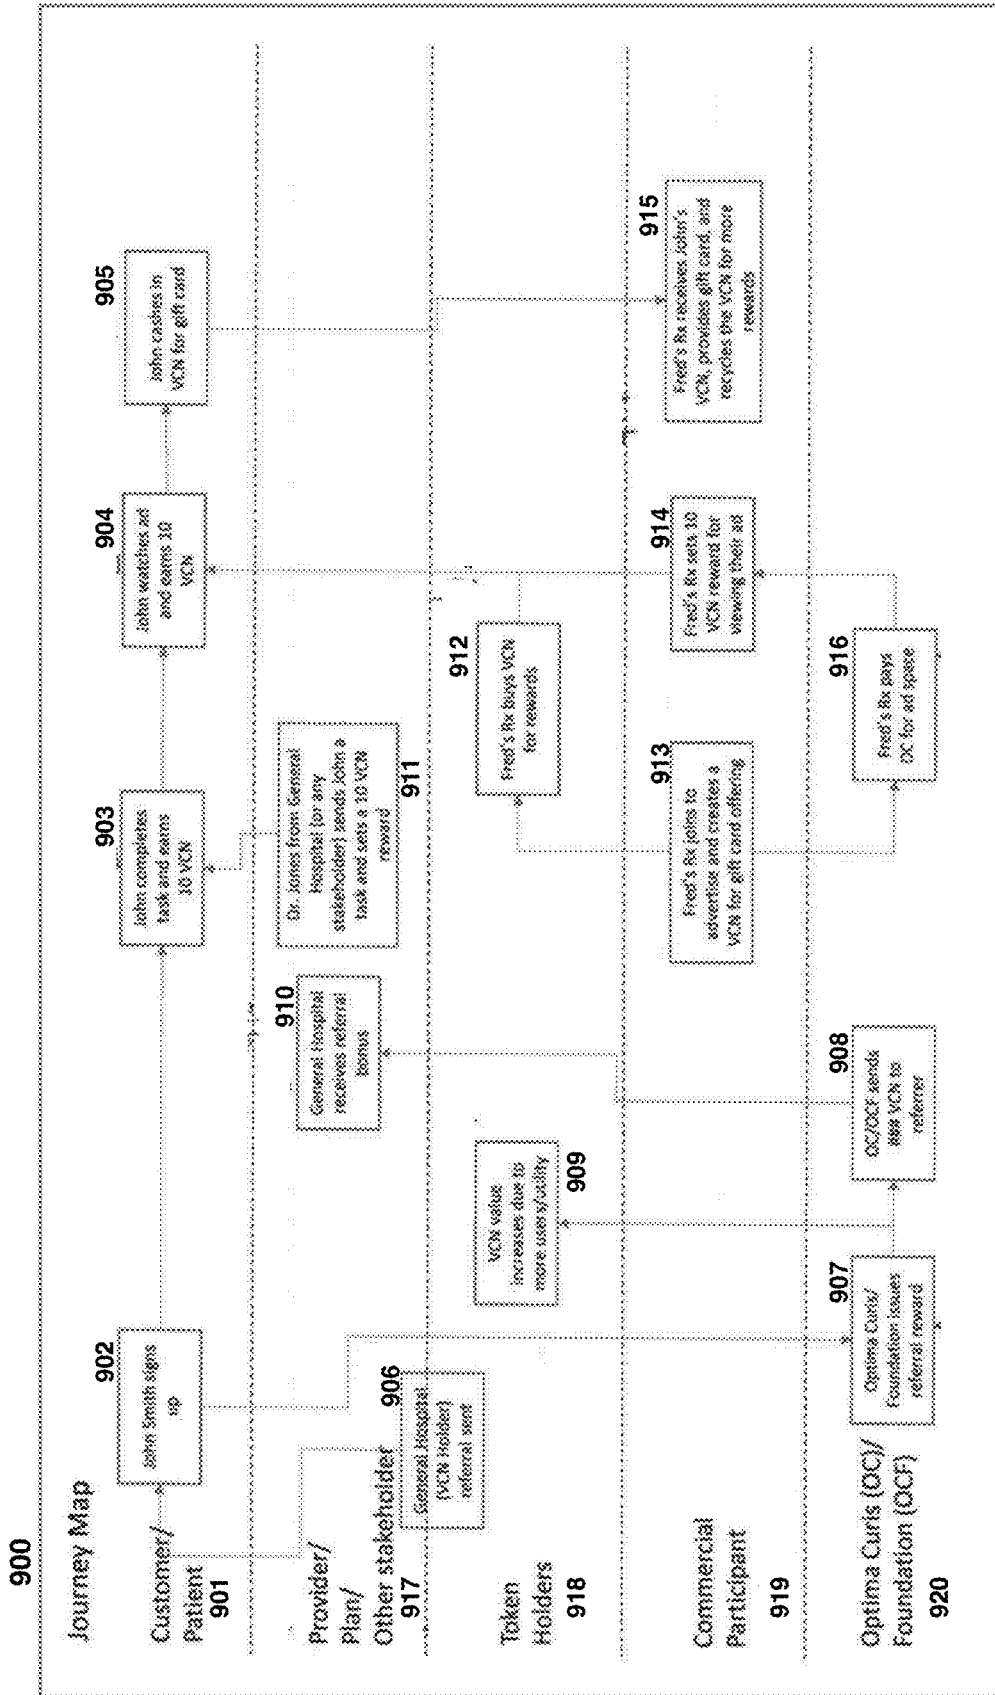 900
Journey Map
Customer/
Patient
901
902
John Smith signs
up
903
John completes
task and earns
10 VCN
904
John watches ad
and earns 10
VCN
905
John cashes in
VCN for gift card
Provider/
Plan/
Other stakeholder
917
906
General Hospital
(VCN Holder)
referral sent
910
General Hospital
receives referral
bonus
Dr. Jones from General
Hospital (or any
stakeholder) sends John a
task and sets a 10 VCN
reward
911
Token
Holders
918
VCN value
increases due to
more users/utility
909
912
Fred's Rx buys VCN
for rewards
Commercial
Participant
919
913
Fred's Rx joins to
advertise and creates a
VCN for gift card offering
914
Fred's Rx sets 10
VCN reward for
viewing their ad
915
Fred's Rx receives John's
VCN, provides gift card, and
recycles the VCN for more
rewards
Optima Curis (OC)/
Foundation (OCF)
920
907
Optima Curis/
Foundation issues
referral reward
908
OC/OCF sends
### VCN to
referrer
916
Fred's Rx pays
OC for ad space